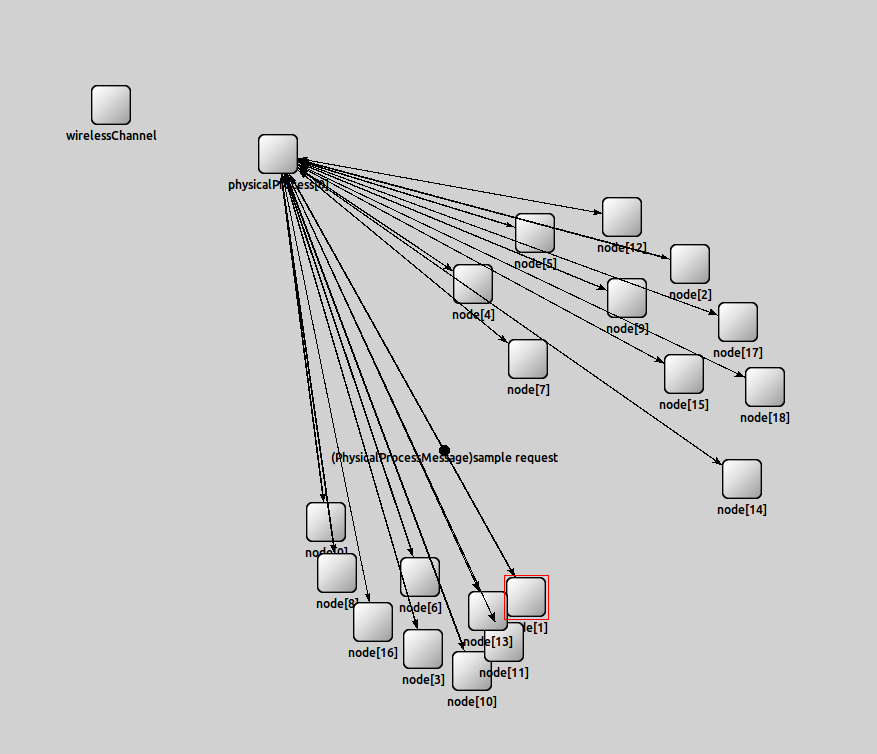 wirelessChannel
physicalProcess[0]
node[12]
node[5]
node[2]
node[4]
node[9]
node[17]
node[7]
node[15]
node[18]
(PhysicalProcessMessage)sample request
node[14]
node[0]
node[8]
node[6]
de[1]
node[13]
node[16]
node[11]
node[3]
node[10]